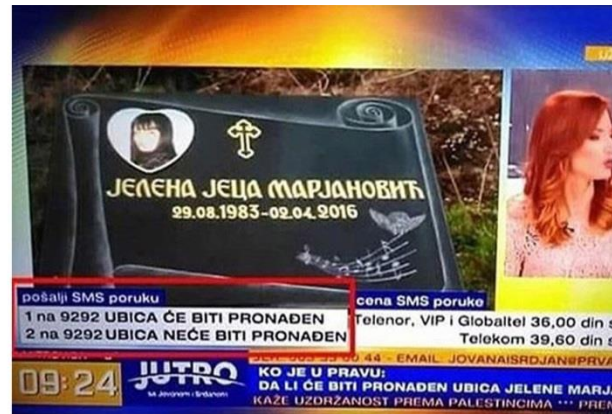 ЈЕЛЕНА ЈЕЦА МАРЈАНОВИЋ
29.08.1983-02.04.2016
pošalji SMS poruku
1 na 9292 UBICA ĆE BITI PRONAĐEN
2 na 9292 UBICA NEĆE BITI PRONAĐEN
cena SMS poruke
Telenor, VIP i Globaltel 36,00 din
Telekom 39,60 din
44 - EMAIL. JOVANAISRDJAN@PRVA
09:24
JUTRO
sa Jovanom i Srđanom
KO JE U PRAVU:
DA LI ĆE BITI PRONAĐEN UBICA JELENE MARJ
KAŽE UZDRŽANOST PREMA PALESTINCIMA ***